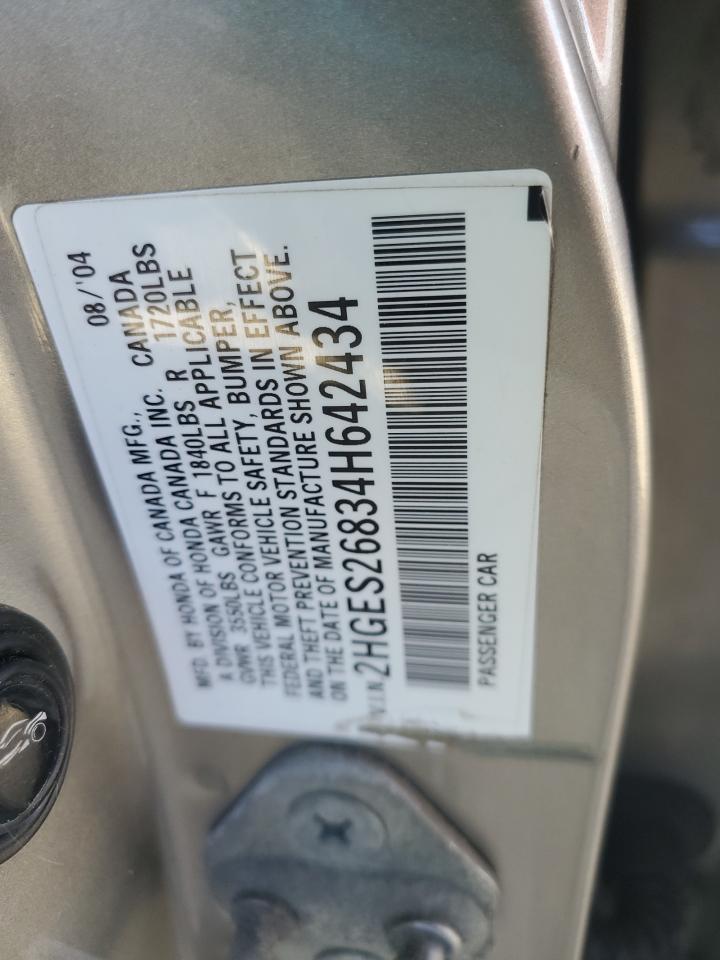 08/'04
MFD. BY HONDA OF CANADA MFG., CANADA
A DIVISION OF HONDA CANADA INC.
GVWR 3550LBS GAWR F 1840LBS R 1720LBS
THIS VEHICLE CONFORMS TO ALL APPLICABLE
FEDERAL MOTOR VEHICLE SAFETY, BUMPER,
AND THEFT PREVENTION STANDARDS IN EFFECT
ON THE DATE OF MANUFACTURE SHOWN ABOVE.
V.I.N. 2HGES26834H642434
PASSENGER CAR